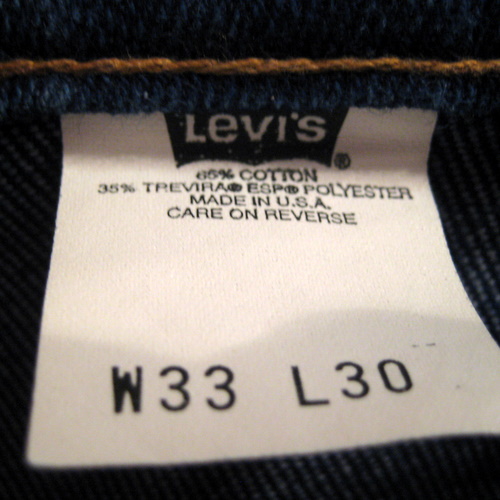 Levi's®
65% COTTON
35% TREVIRA® ESP® POLYESTER
MADE IN U.S.A.
CARE ON REVERSE
W33 L30